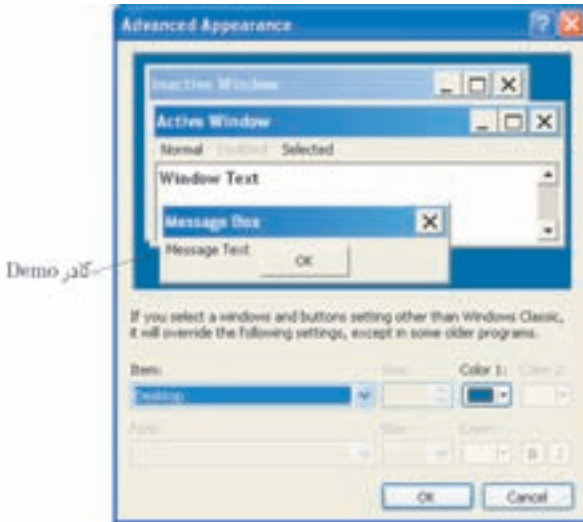 Advanced Appearance
Inactive Window
Active Window
Normal Disabled Selected
Window Text
Message Box
Message Text
OK
کادر Demo
If you select a windows and buttons setting other than Windows Classic,
it will override the following settings, except in some older programs.
Item: Size: Color 1: Color 2:
Desktop
Font: Size: Color:
B I
OK Cancel